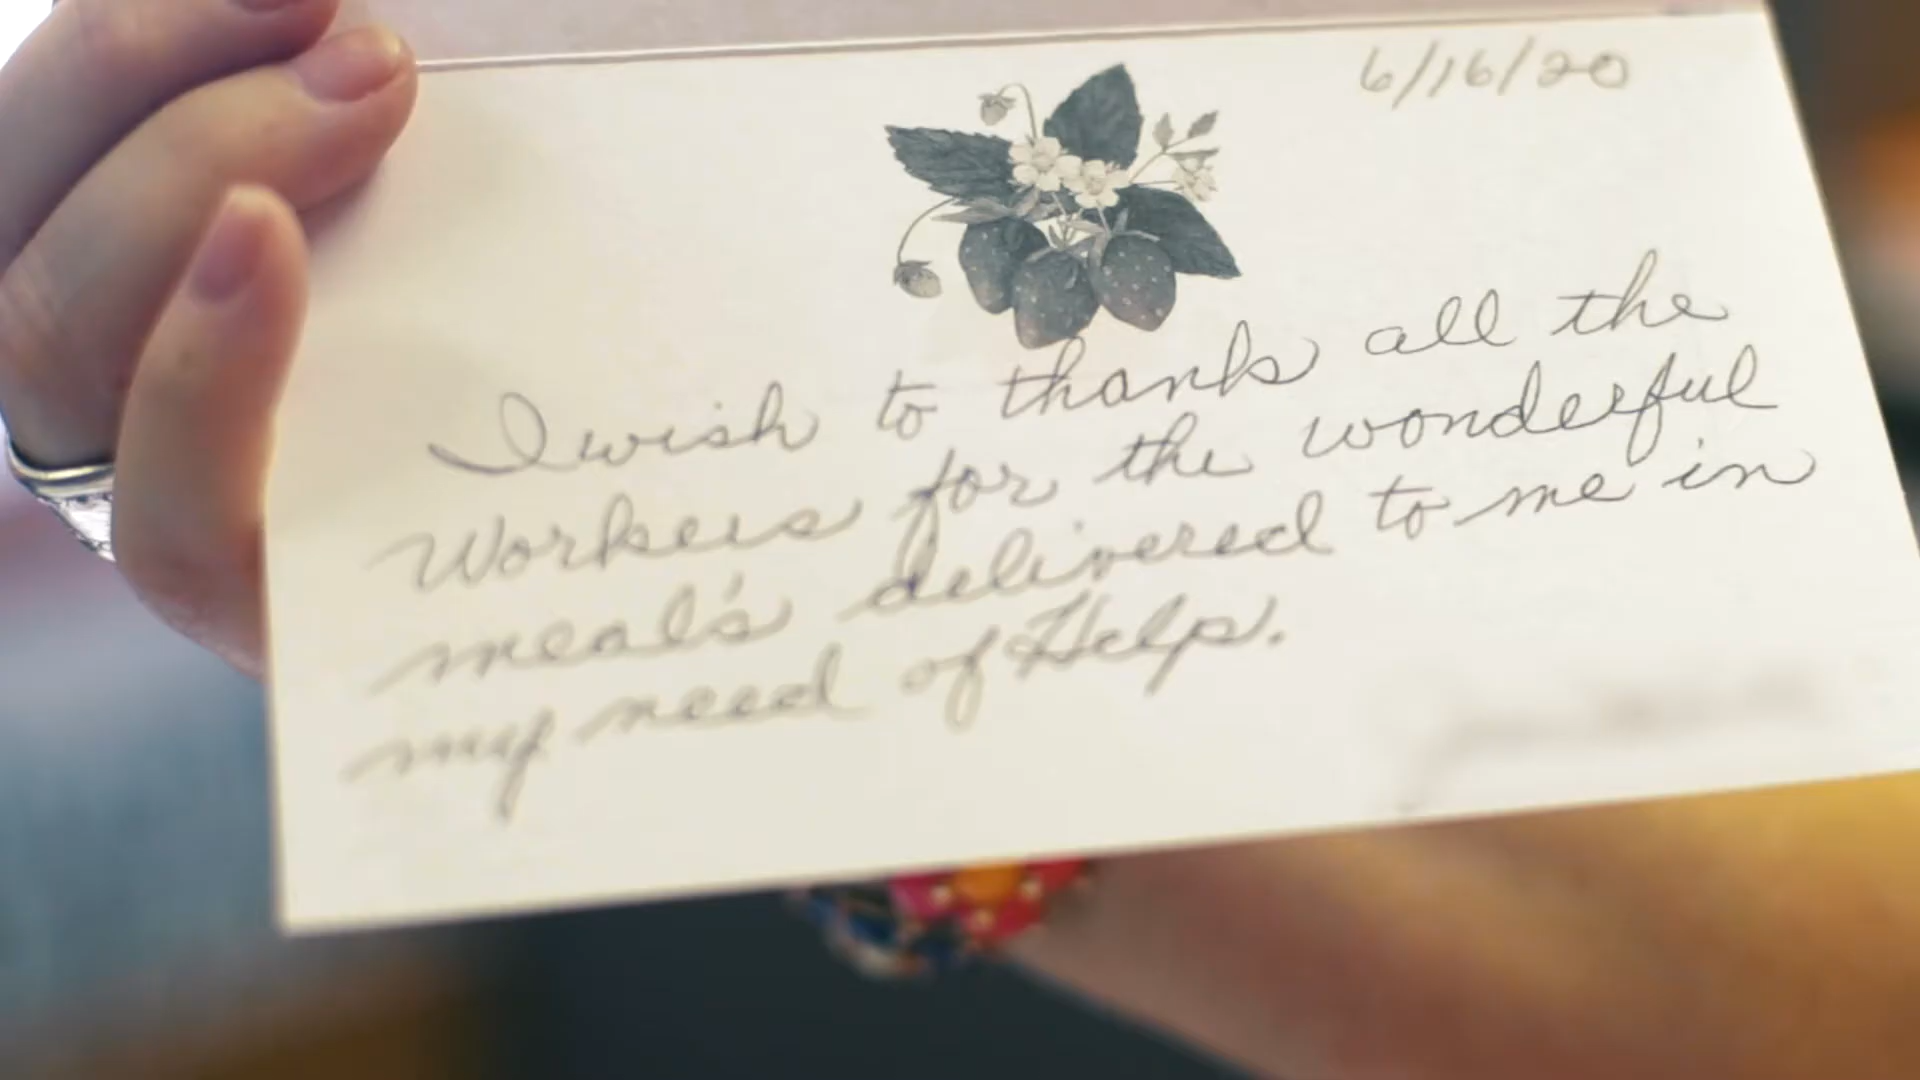 6/16/20
I wish to thank all the
Workers for the wonderful
meal's delivered to me in
my need of Help.